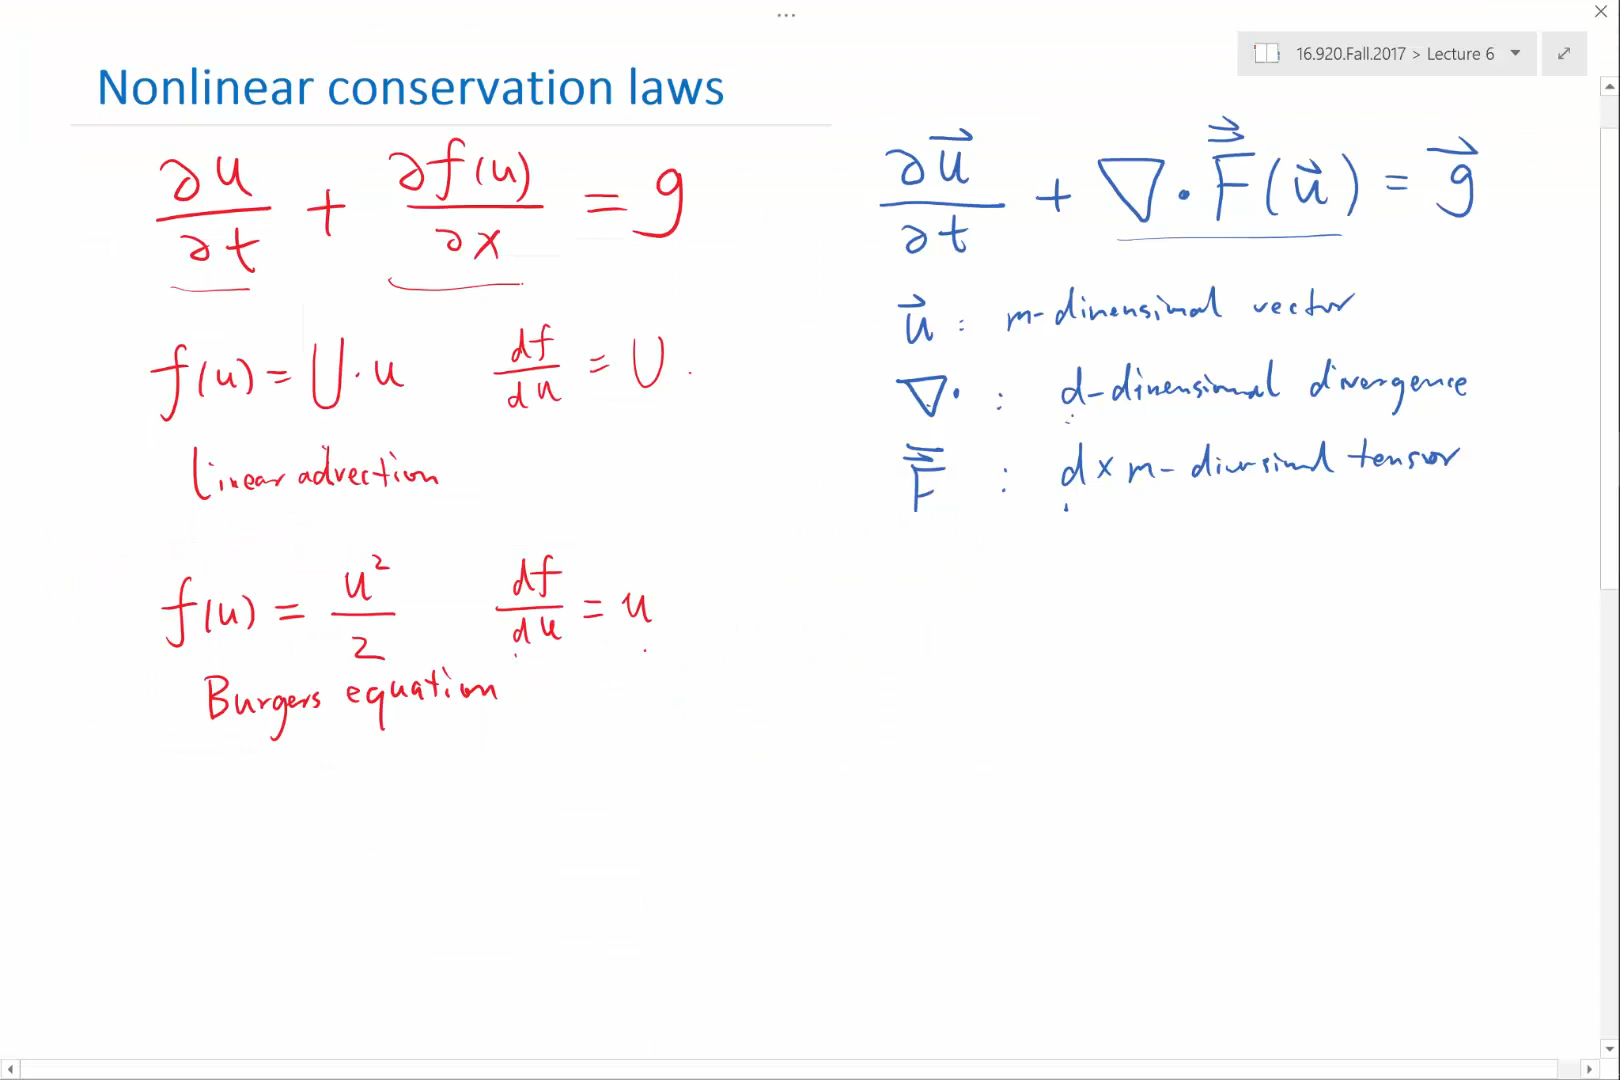 16.920.Fall.2017 > Lecture 6
Nonlinear conservation laws
∂u/∂t + ∂f(u)/∂x = g
f(u) = U·u    df/du = U.
Linear advection
f(u) = u²/2    df/du = u
Burgers equation
∂u⃗/∂t + ∇·F⃗⃗(u⃗) = g⃗
u⃗ : m-dimensional vector
∇· : d-dimensional divergence
F⃗⃗ : d×m-dimensional tensor